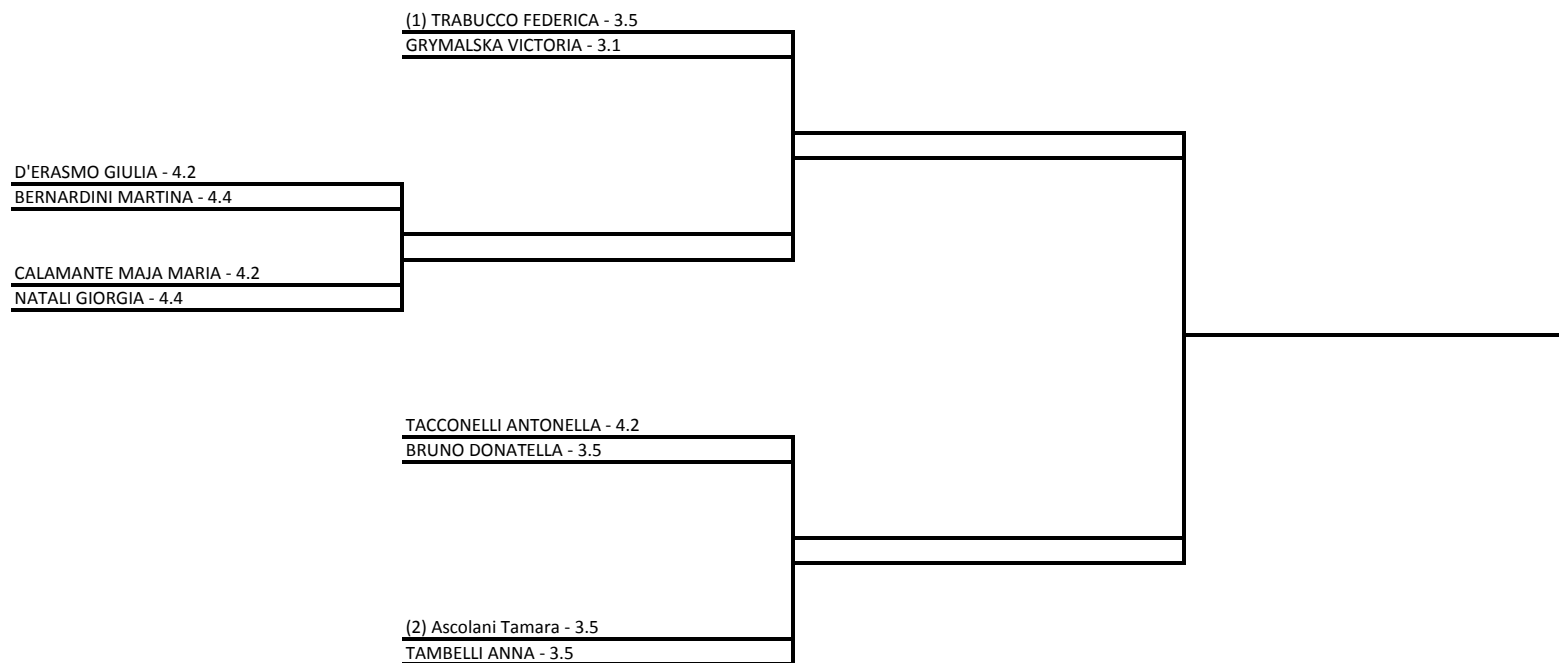 (1) TRABUCCO FEDERICA - 3.5
GRYMALSKA VICTORIA - 3.1
D'ERASMO GIULIA - 4.2
BERNARDINI MARTINA - 4.4
CALAMANTE MAJA MARIA - 4.2
NATALI GIORGIA - 4.4
TACCONELLI ANTONELLA - 4.2
BRUNO DONATELLA - 3.5
(2) Ascolani Tamara - 3.5
TAMBELLI ANNA - 3.5